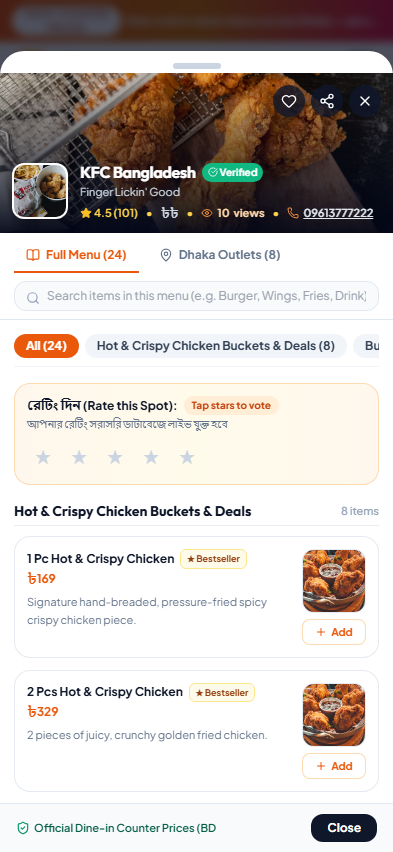 KFC Bangladesh
Verified
Finger Lickin' Good
4.5 (101) • ৳৳ • 10 views • 09613777222
Full Menu (24)
Dhaka Outlets (8)
Search items in this menu (e.g. Burger, Wings, Fries, Drink)
All (24)
Hot & Crispy Chicken Buckets & Deals (8)
Bu
রেটিং দিন (Rate this Spot):
Tap stars to vote
আপনার রেটিং সরাসরি ডাটাবেজে লাইভ যুক্ত হবে
Hot & Crispy Chicken Buckets & Deals
8 items
1 Pc Hot & Crispy Chicken
Bestseller
৳169
Signature hand-breaded, pressure-fried spicy
crispy chicken piece.
+ Add
2 Pcs Hot & Crispy Chicken
Bestseller
৳329
2 pieces of juicy, crunchy golden fried chicken.
+ Add
Official Dine-in Counter Prices (BD
Close